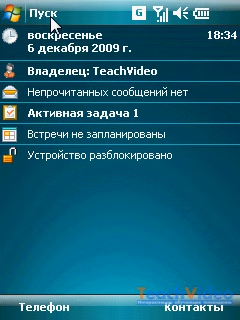 Пуск
G
воскресенье 18:34
6 декабря 2009 г.
Владелец: TeachVideo
Непрочитанных сообщений нет
Активная задача 1
Встречи не запланированы
Устройство разблокировано
TeachVideo
Телефон Контакты